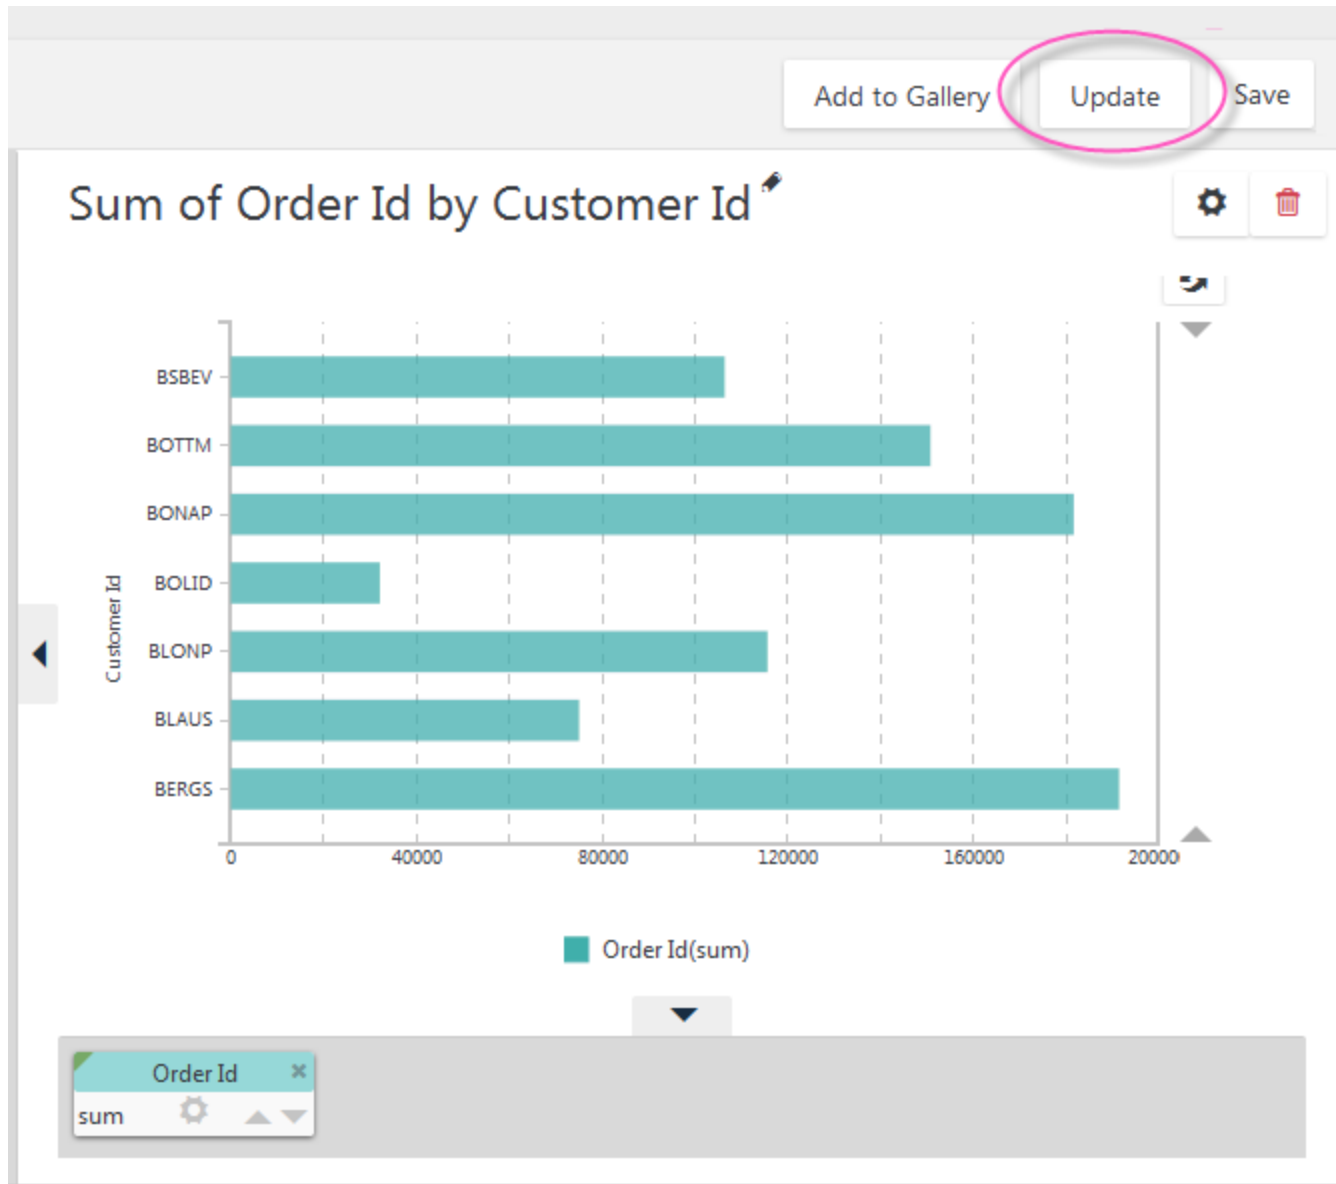 Add to Gallery Update Save
Sum of Order Id by Customer Id
BSBEV
BOTTM
BONAP
BOLID
BLONP
BLAUS
BERGS
Customer Id
0 40000 80000 120000 160000 20000
Order Id(sum)
Order Id
sum